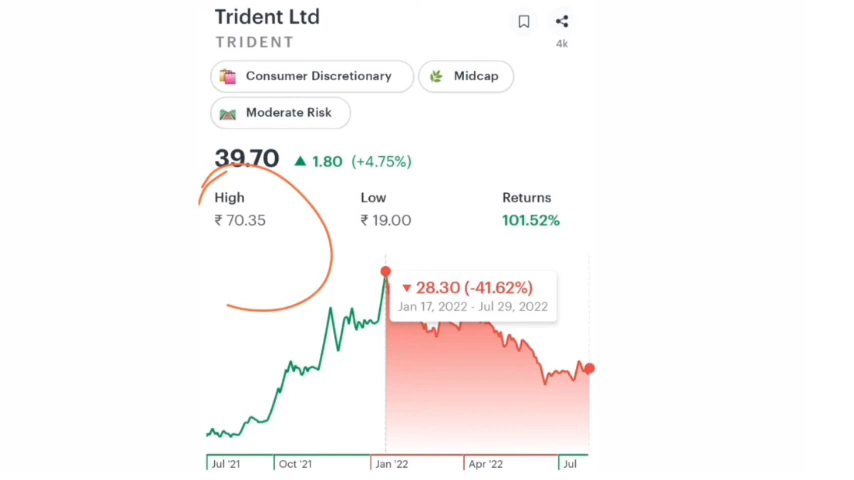 Trident Ltd
TRIDENT
4k
Consumer Discretionary
Midcap
Moderate Risk
39.70 ▲ 1.80 (+4.75%)
High Low Returns
₹ 70.35 ₹ 19.00 101.52%
▼ 28.30 (-41.62%)
Jan 17, 2022 - Jul 29, 2022
Jul '21 Oct '21 Jan '22 Apr '22 Jul